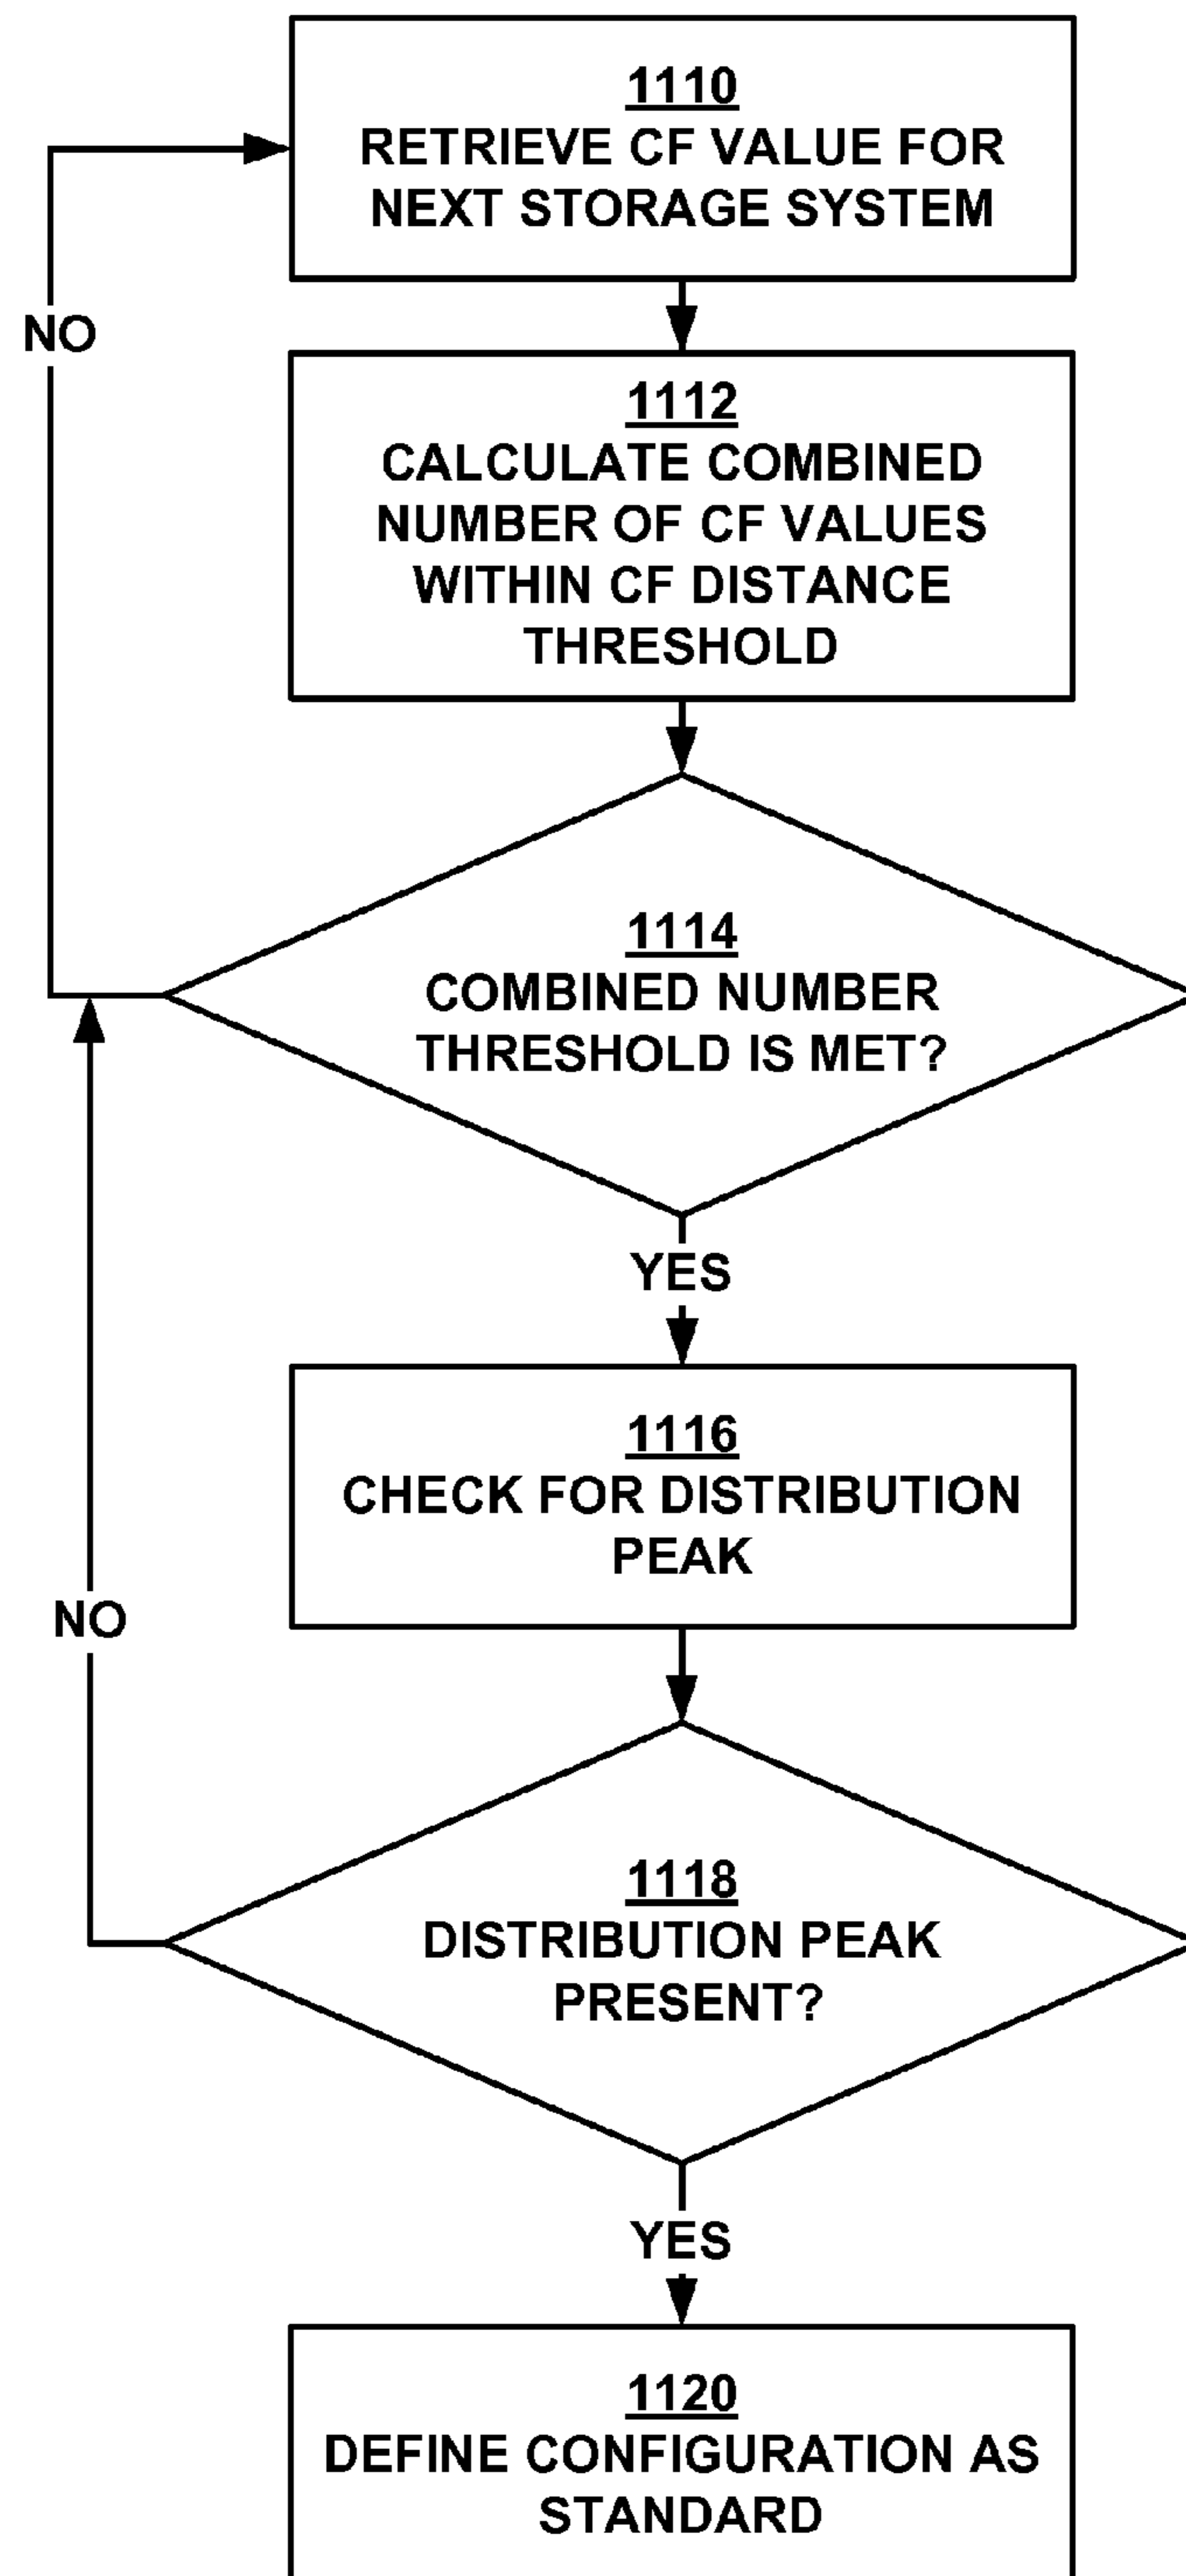 1110
RETRIEVE CF VALUE FOR
NEXT STORAGE SYSTEM
NO
1112
CALCULATE COMBINED
NUMBER OF CF VALUES
WITHIN CF DISTANCE
THRESHOLD
1114
COMBINED NUMBER
THRESHOLD IS MET?
YES
1116
CHECK FOR DISTRIBUTION
PEAK
NO
1118
DISTRIBUTION PEAK
PRESENT?
YES
1120
DEFINE CONFIGURATION AS
STANDARD